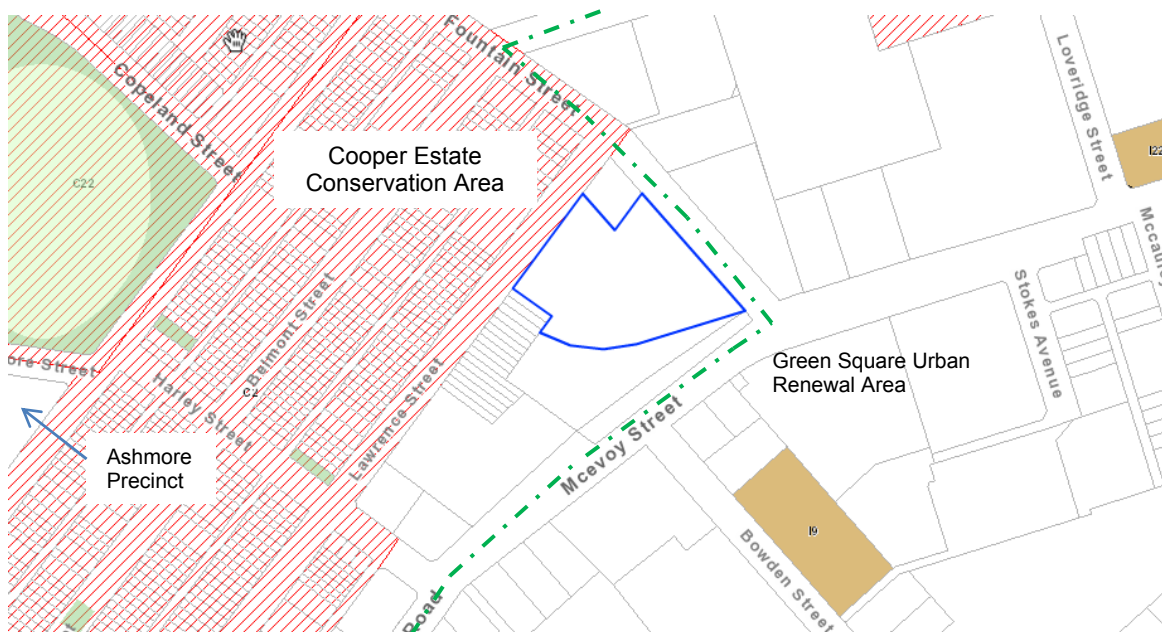 Fountain Street
Loveridge Street
Copeland Street
Cooper Estate
Conservation Area
I22
C22
Mccauley
Belmont Street
Stokes Avenue
Green Square Urban
Renewal Area
ore Street
Harley Street
C2
Lawrence Street
Ashmore
Precinct
Mcevoy Street
I9
Bowden Street
Road